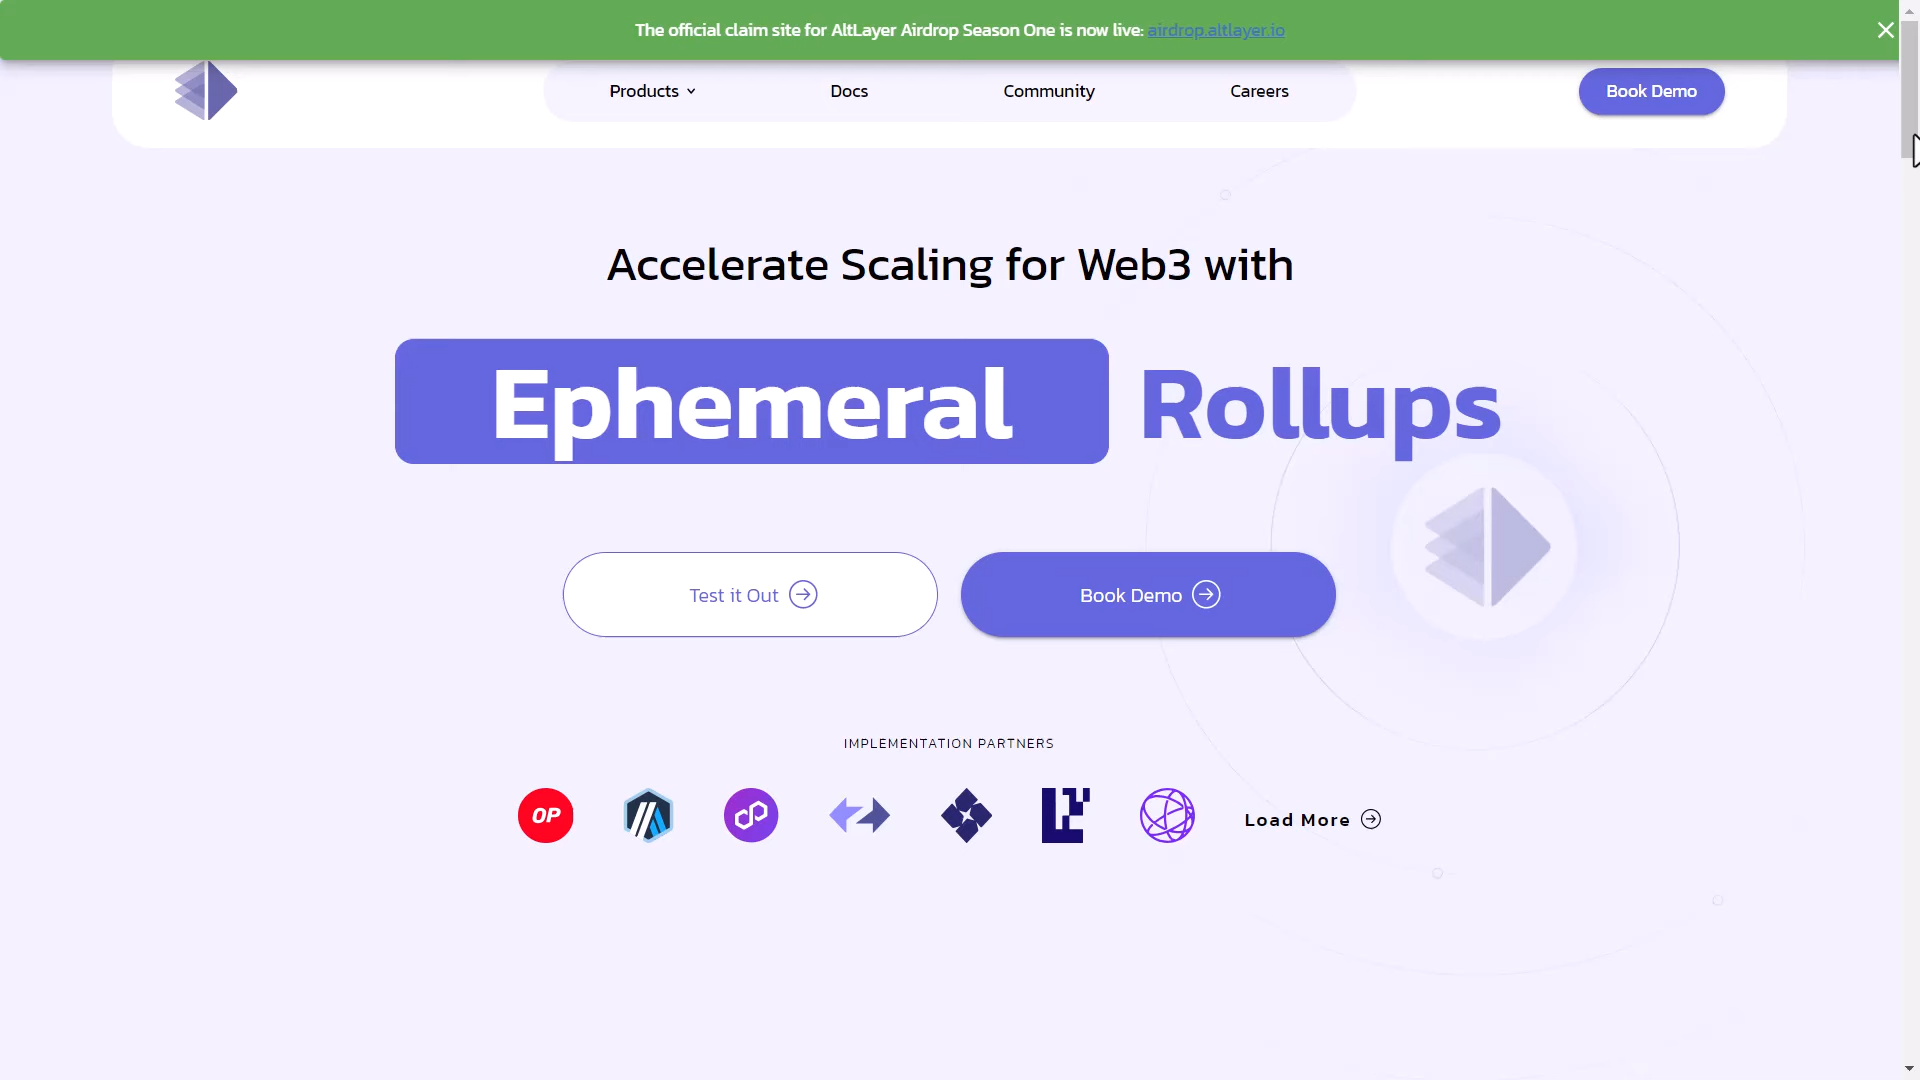 The official claim site for AltLayer Airdrop Season One is now live: airdrop.altlayer.io
Products
Docs
Community
Careers
Book Demo
Accelerate Scaling for Web3 with
Ephemeral Rollups
Test it Out
Book Demo
IMPLEMENTATION PARTNERS
OP
Load More